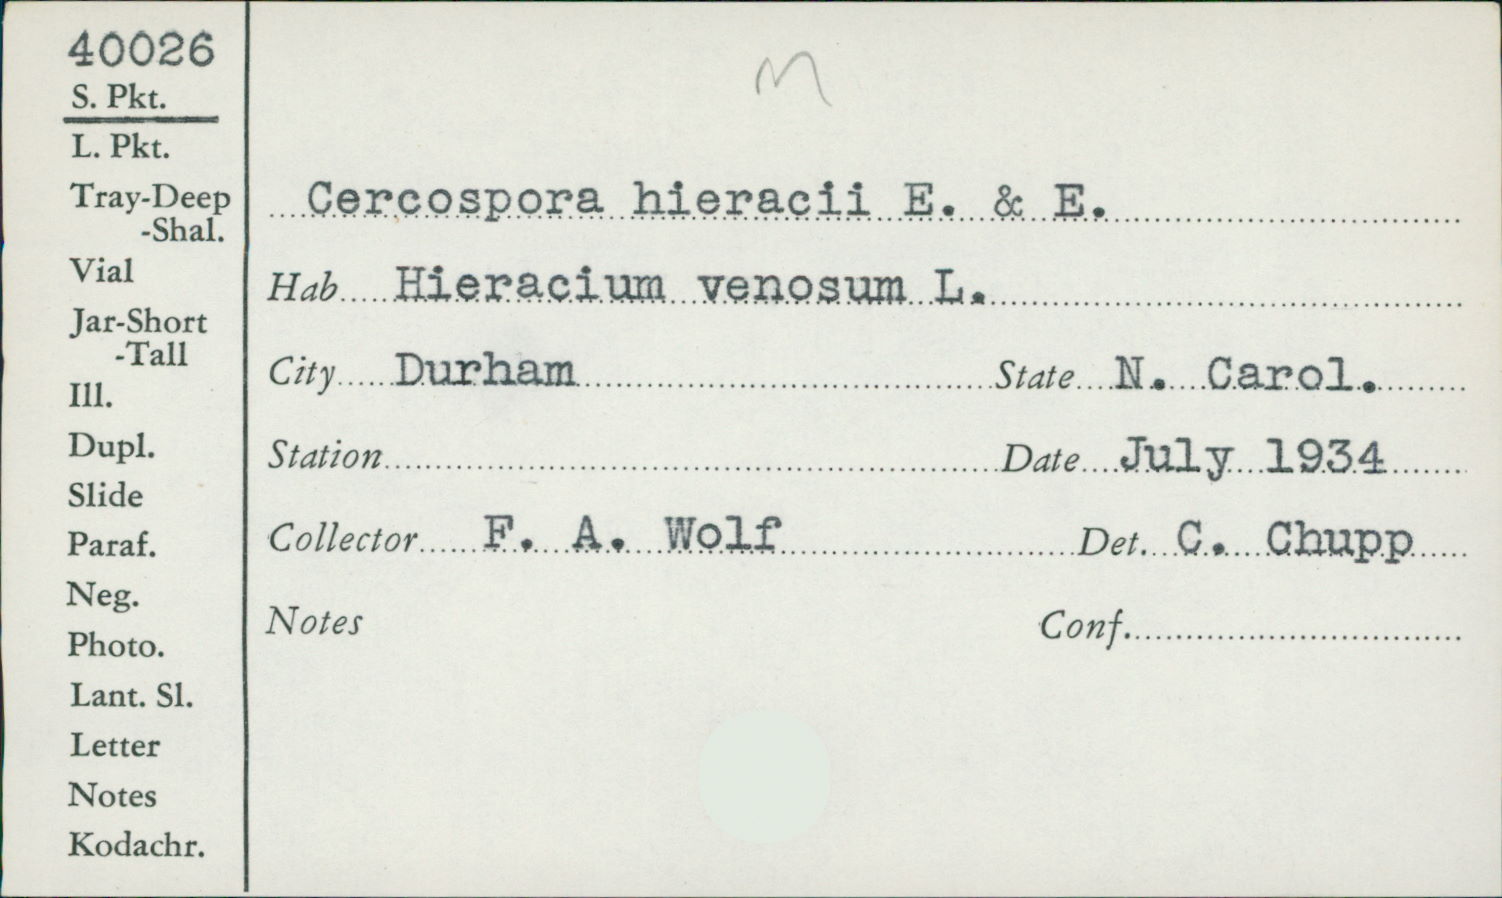 40026
S. Pkt.
L. Pkt.
Tray-Deep
-Shal.
Vial
Jar-Short
-Tall
Ill.
Dupl.
Slide
Paraf.
Neg.
Photo.
Lant. Sl.
Letter
Notes
Kodachr.
M
Cercospora hieracii E. & E.
Hab Hieracium venosum L.
City Durham State N. Carol.
Station Date July 1934
Collector F. A. Wolf Det. C. Chupp
Notes Conf.